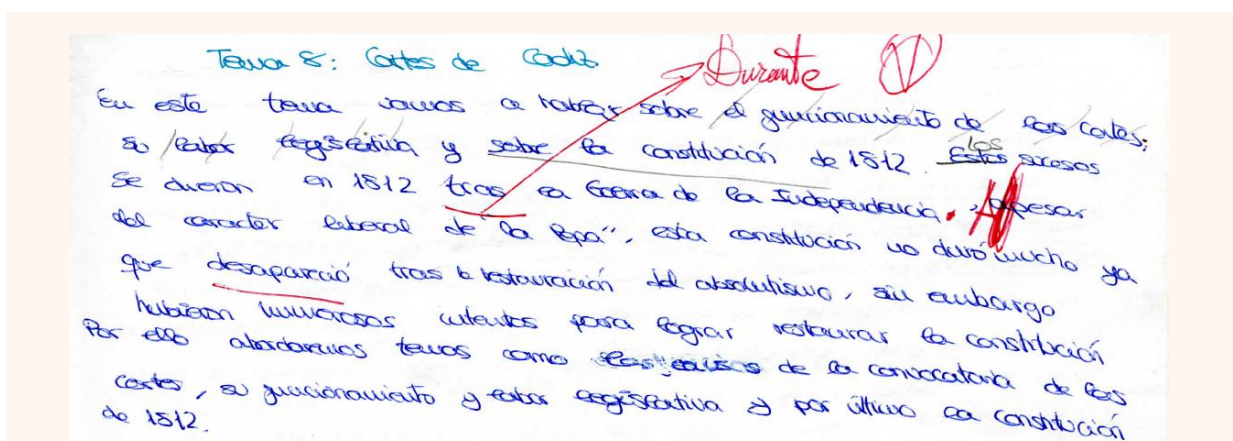 Tema 8: Cortes de Cádiz
Durante V
En este tema vamos a hablar sobre el funcionamiento de las cortes;
su labor legislativa y sobre la constitución de 1812. Estos sucesos
los
se dieron en 1812 tras la Guerra de la Independencia. A pesar
del caracter liberal de "la Pepa", esta constitución no duró mucho ya
que desapareció tras la restauración del absolutismo, sin embargo
hubieron numerosos intentos para lograr restaurar la constitución
Por ello abordaremos temas como las causas de la convocatoria de las
cortes, su funcionamiento y labor legislativa y por último la constitución
de 1812.